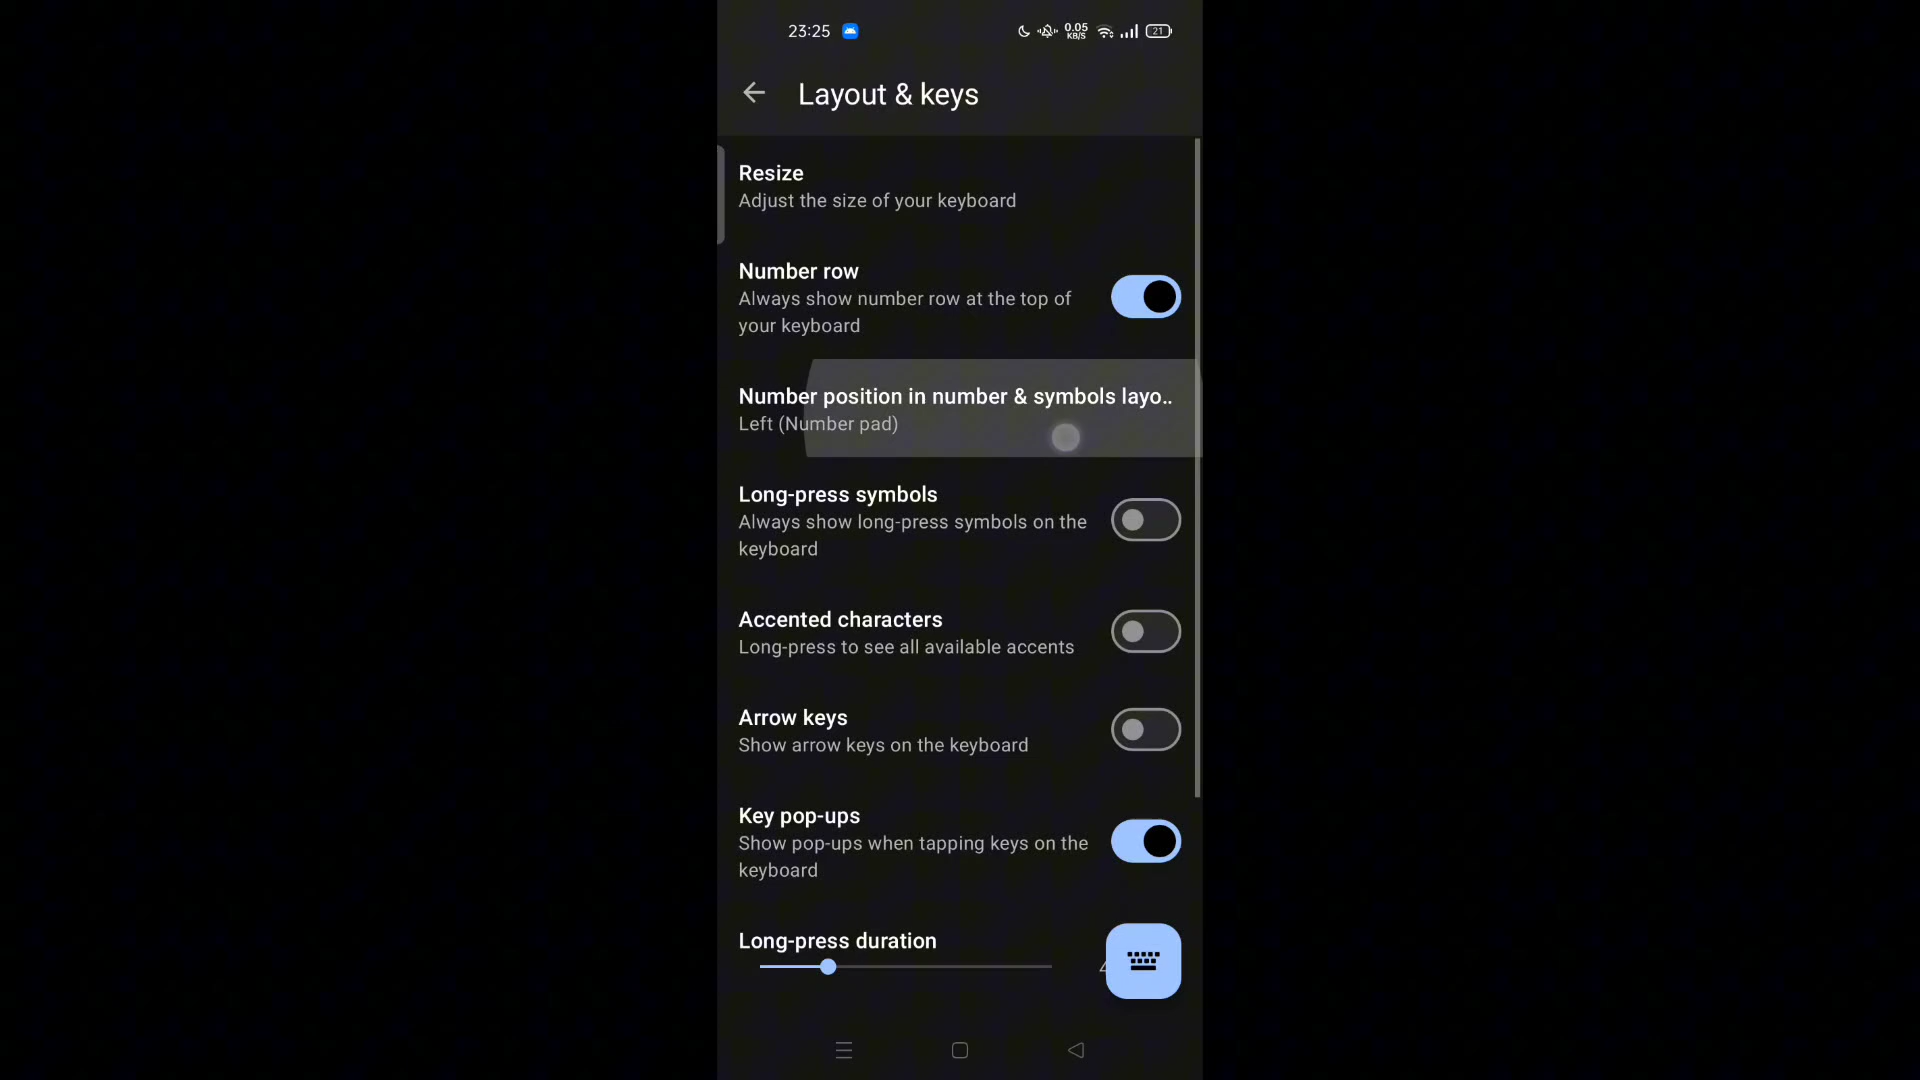 23:25
0.05
KB/S
21
Layout & keys
Resize
Adjust the size of your keyboard
Number row
Always show number row at the top of
your keyboard
Number position in number & symbols layo..
Left (Number pad)
Long-press symbols
Always show long-press symbols on the
keyboard
Accented characters
Long-press to see all available accents
Arrow keys
Show arrow keys on the keyboard
Key pop-ups
Show pop-ups when tapping keys on the
keyboard
Long-press duration